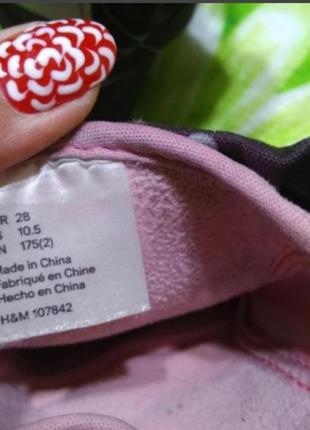 R 28
S 10.5
N 175(2)
Made in China
Fabriqué en Chine
Hecho en China
H&M 107842